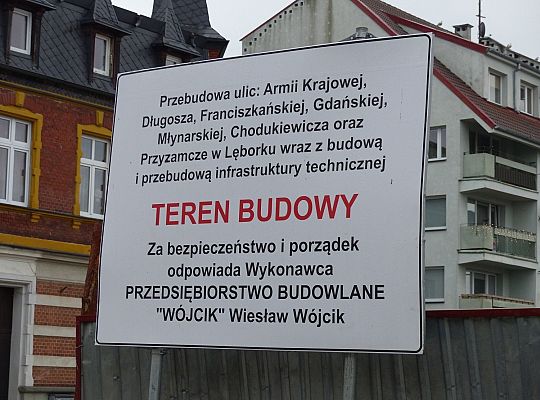 Przebudowa ulic: Armii Krajowej,
Długosza, Franciszkańskiej, Gdańskiej,
Młynarskiej, Chodukiewicza oraz
Przyzamcze w Lęborku wraz z budową
i przebudową infrastruktury technicznej
TEREN BUDOWY
Za bezpieczeństwo i porządek
odpowiada Wykonawca
PRZEDSIĘBIORSTWO BUDOWLANE
"WÓJCIK" Wiesław Wójcik